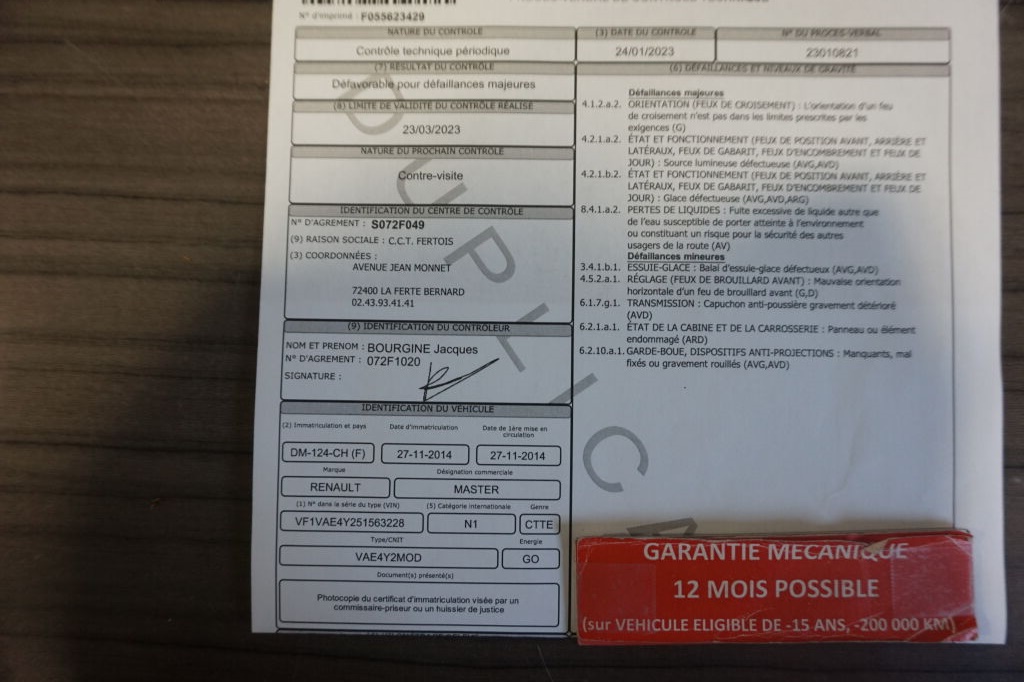 N° d'imprimé : F055623429
NATURE DU CONTRÔLE
Contrôle technique périodique
(3) DATE DU CONTRÔLE
24/01/2023
N° DU PROCÈS-VERBAL
23010821
(7) RÉSULTAT DU CONTRÔLE
Défavorable pour défaillances majeures
(8) LIMITE DE VALIDITÉ DU CONTRÔLE RÉALISÉ
23/03/2023
NATURE DU PROCHAIN CONTRÔLE
Contre-visite
IDENTIFICATION DU CENTRE DE CONTRÔLE
N° D'AGRÉMENT : S072F049
(9) RAISON SOCIALE : C.C.T. FERTOIS
(3) COORDONNÉES :
AVENUE JEAN MONNET
72400 LA FERTE BERNARD
02.43.93.41.41
(9) IDENTIFICATION DU CONTRÔLEUR
NOM ET PRENOM : BOURGINE Jacques
N° D'AGREMENT : 072F1020
SIGNATURE :
IDENTIFICATION DU VÉHICULE
(2) Immatriculation et pays
Date d'immatriculation
Date de 1ère mise en
circulation
DM-124-CH (F)
27-11-2014
27-11-2014
Marque
Désignation commerciale
RENAULT
MASTER
(1) N° dans la série du type (VIN)
(5) Catégorie internationale
Genre
VF1VAE4Y251563228
N1
CTTE
Type/CNIT
Energie
VAE4Y2MOD
GO
Document(s) présenté(s)
Photocopie du certificat d'immatriculation visée par un
commissaire-priseur ou un huissier de justice
(6) DÉFAILLANCES ET NIVEAUX DE GRAVITÉ
Défaillances majeures
4.1.2.a.2. ORIENTATION (FEUX DE CROISEMENT) : L'orientation d'un feu
de croisement n'est pas dans les limites prescrites par les
exigences (G)
4.2.1.a.2. ÉTAT ET FONCTIONNEMENT (FEUX DE POSITION AVANT, ARRIÈRE ET
LATÉRAUX, FEUX DE GABARIT, FEUX D'ENCOMBREMENT ET FEUX DE
JOUR) : Source lumineuse défectueuse (AVG,AVD)
4.2.1.b.2. ÉTAT ET FONCTIONNEMENT (FEUX DE POSITION AVANT, ARRIÈRE ET
LATÉRAUX, FEUX DE GABARIT, FEUX D'ENCOMBREMENT ET FEUX DE
JOUR) : Glace défectueuse (AVG,AVD,ARG)
8.4.1.a.2. PERTES DE LIQUIDES : Fuite excessive de liquide autre que
de l'eau susceptible de porter atteinte à l'environnement
ou constituant un risque pour la sécurité des autres
usagers de la route (AV)
Défaillances mineures
3.4.1.b.1. ESSUIE-GLACE : Balai d'essuie-glace défectueux (AVG,AVD)
4.5.2.a.1. RÉGLAGE (FEUX DE BROUILLARD AVANT) : Mauvaise orientation
horizontale d'un feu de brouillard avant (G,D)
6.1.7.g.1. TRANSMISSION : Capuchon anti-poussière gravement détérioré
(AVD)
6.2.1.a.1. ÉTAT DE LA CABINE ET DE LA CARROSSERIE : Panneau ou élément
endommagé (ARD)
6.2.10.a.1. GARDE-BOUE, DISPOSITIFS ANTI-PROJECTIONS : Manquants, mal
fixés ou gravement rouillés (AVG,AVD)
DUPLICA
GARANTIE MECANIQUE
12 MOIS POSSIBLE
(sur VEHICULE ELIGIBLE DE -15 ANS, -200 000 KM)